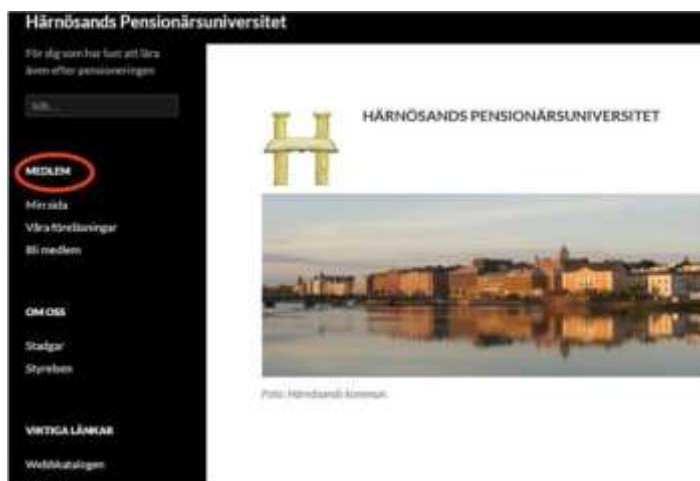 Härnösands Pensionärsuniversitet
För dig som har lust att lära
även efter pensioneringen
Sök …
MEDLEM
Min sida
Våra föreläsningar
Bli medlem
OM OSS
Stadgar
Styrelsen
VIKTIGA LÄNKAR
Webbkatalogen
HÄRNÖSANDS PENSIONÄRSUNIVERSITET
Foto: Härnösands kommun.